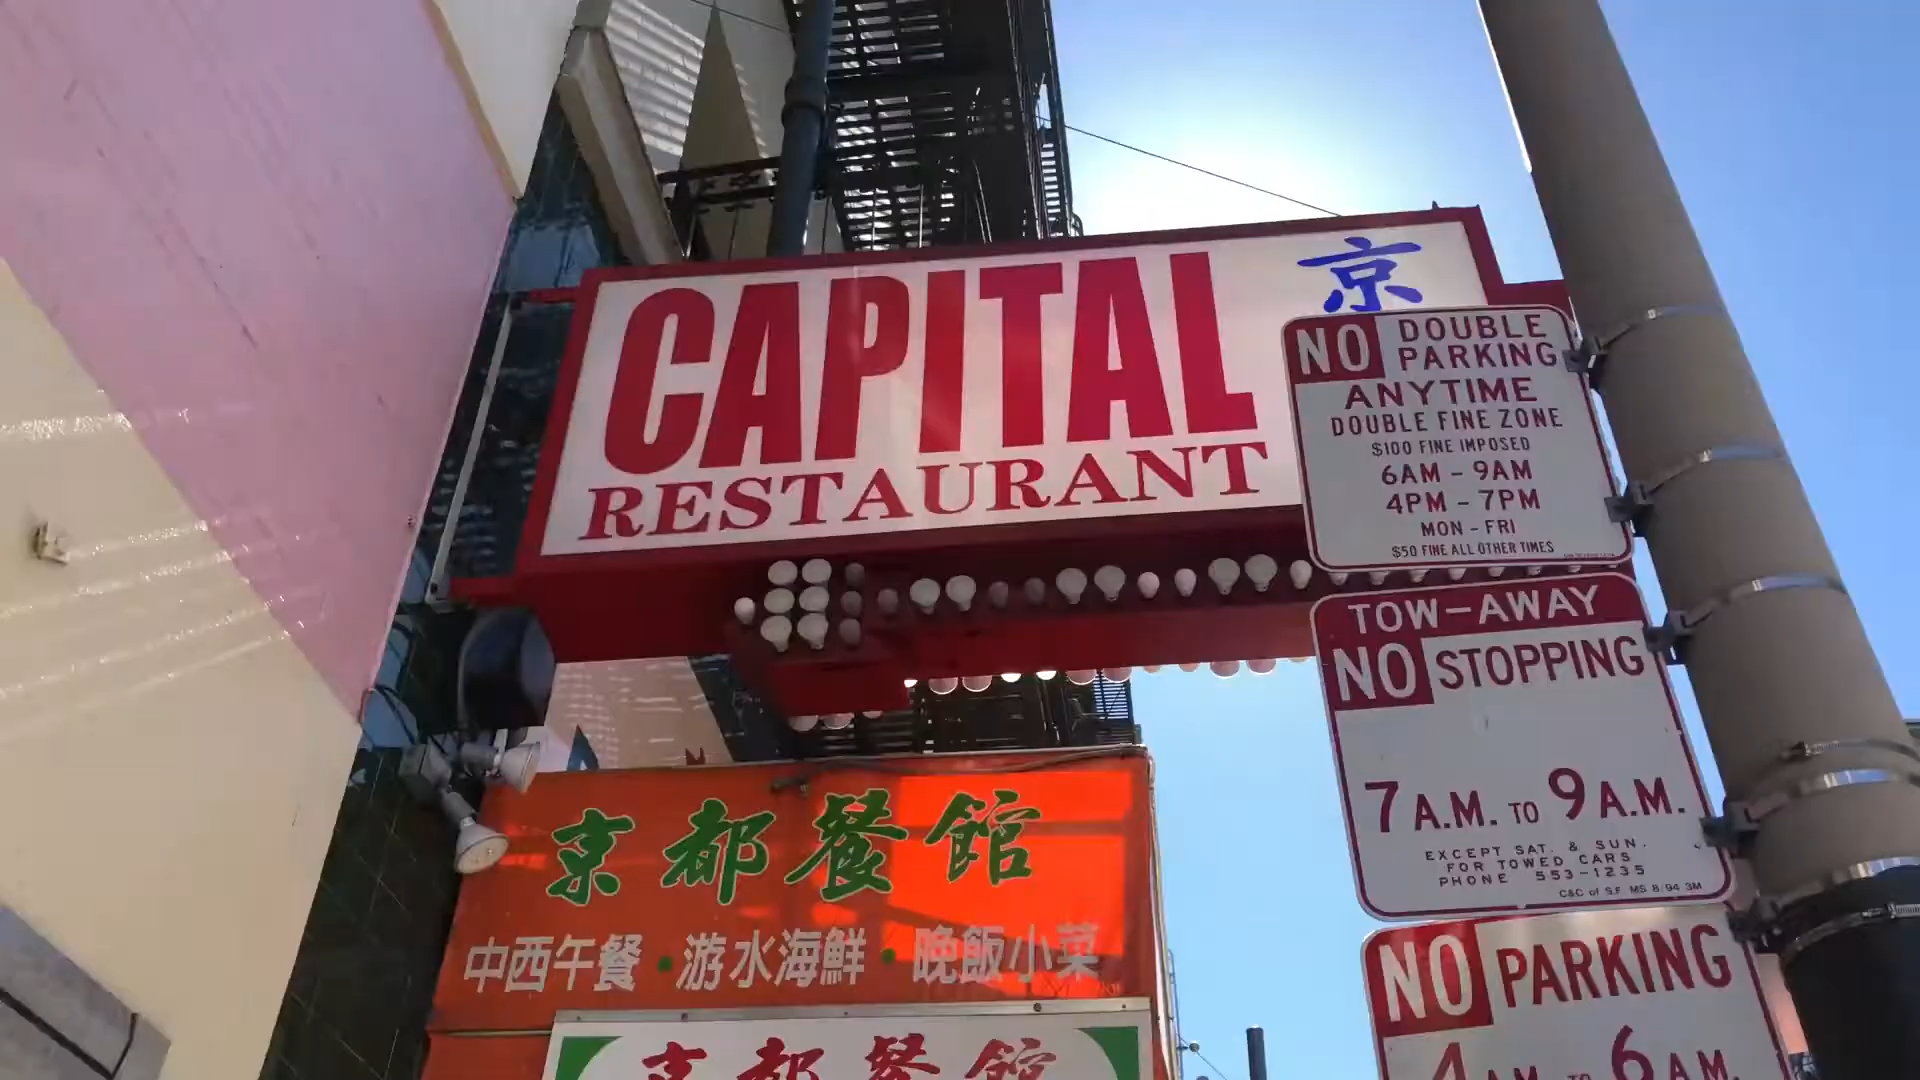 CAPITAL
RESTAURANT
京
京都餐館
中西午餐·游水海鮮·晚飯小菜
京都餐館
NO DOUBLE PARKING
ANYTIME
DOUBLE FINE ZONE
$100 FINE IMPOSED
6AM - 9AM
4PM - 7PM
MON - FRI
$50 FINE ALL OTHER TIMES
TOW-AWAY
NO STOPPING
7 A.M. TO 9 A.M.
EXCEPT SAT. & SUN.
FOR TOWED CARS
PHONE 553-1235
C&C of S.F. MS 8/94 3M
NO PARKING
4 A.M. TO 6 A.M.